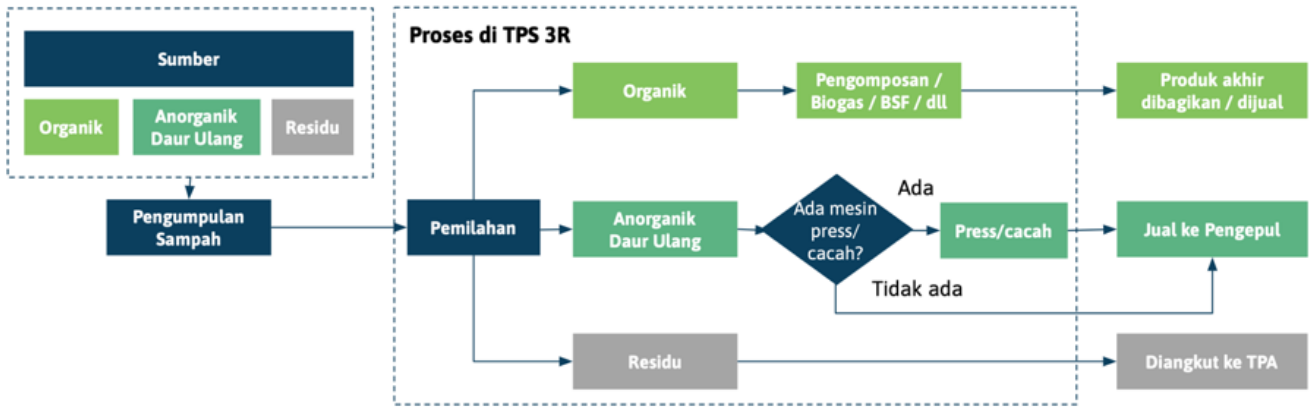 Sumber
Organik
Anorganik
Daur Ulang
Residu
Pengumpulan
Sampah
Proses di TPS 3R
Pemilahan
Organik
Pengomposan /
Biogas / BSF / dll
Produk akhir
dibagikan / dijual
Anorganik
Daur Ulang
Ada mesin
press/
cacah?
Ada
Press/cacah
Jual ke Pengepul
Tidak ada
Residu
Diangkut ke TPA